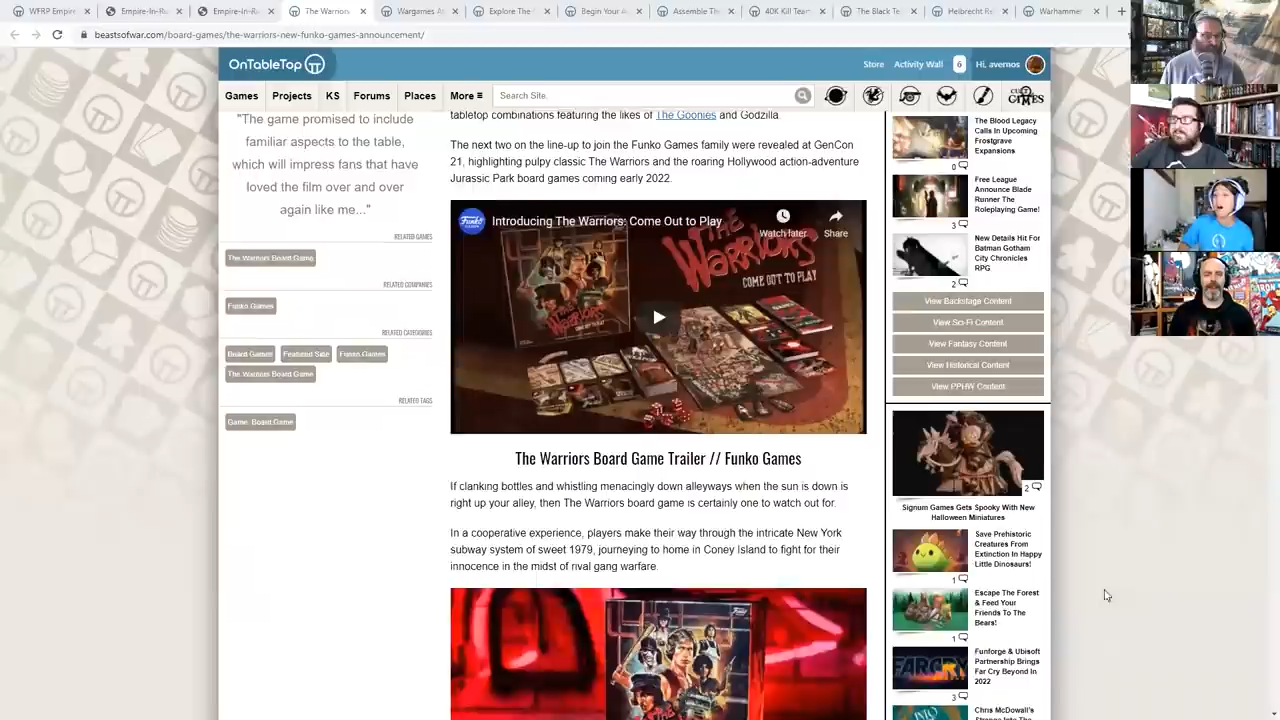 WFRP Empire
Empire-in-R
Empire-in-R
The Warriors
Wargames At
Explore The
Begin Your A
Assemble The
40K Kill Team
The Black Te
Helbrecht Re
Warhammer
beastsofwar.com/board-games/the-warriors-new-funko-games-announcement/
OnTableTop
Store
Activity Wall
6
Hi, avernos
Games
Projects
KS
Forums
Places
More
Search Site,
GAMES
"The game promised to include
familiar aspects to the table,
which will impress fans that have
loved the film over and over
again like me..."
RELATED GAMES
The Warriors Board Game
RELATED COMPANIES
Funko Games
RELATED CATEGORIES
Board Games
Featured Site
Funko Games
The Warriors Board Game
RELATED TAGS
Game: Board Game
tabletop combinations featuring the likes of The Goonies and Godzilla.
The next two on the line-up to join the Funko Games family were revealed at GenCon
21, highlighting pulpy classic The Warriors and the roaring Hollywood action-adventure
Jurassic Park board games coming early 2022.
Funko
GAMES
Introducing The Warriors: Come Out to Play
Watch later
Share
THE
WARRIORS
COME OUT TO PLAY
The Warriors Board Game Trailer // Funko Games
If clanking bottles and whistling menacingly down alleyways when the sun is down is
right up your alley, then The Warriors board game is certainly one to watch out for.
In a cooperative experience, players make their way through the intricate New York
subway system of sweet 1979, journeying to home in Coney Island to fight for their
innocence in the midst of rival gang warfare.
The Blood Legacy
Calls In Upcoming
Frostgrave
Expansions
0
Free League
Announce Blade
Runner The
Roleplaying Game!
3
New Details Hit For
Batman Gotham
City Chronicles
RPG
2
View Backstage Content
View Sci-Fi Content
View Fantasy Content
View Historical Content
View PPHW Content
2
Signum Games Gets Spooky With New
Halloween Miniatures
Save Prehistoric
Creatures From
Extinction In Happy
Little Dinosaurs!
1
Escape The Forest
& Feed Your
Friends To The
Bears!
1
FARCRY
Funforge & Ubisoft
Partnership Brings
Far Cry Beyond In
2022
3
Chris McDowall's